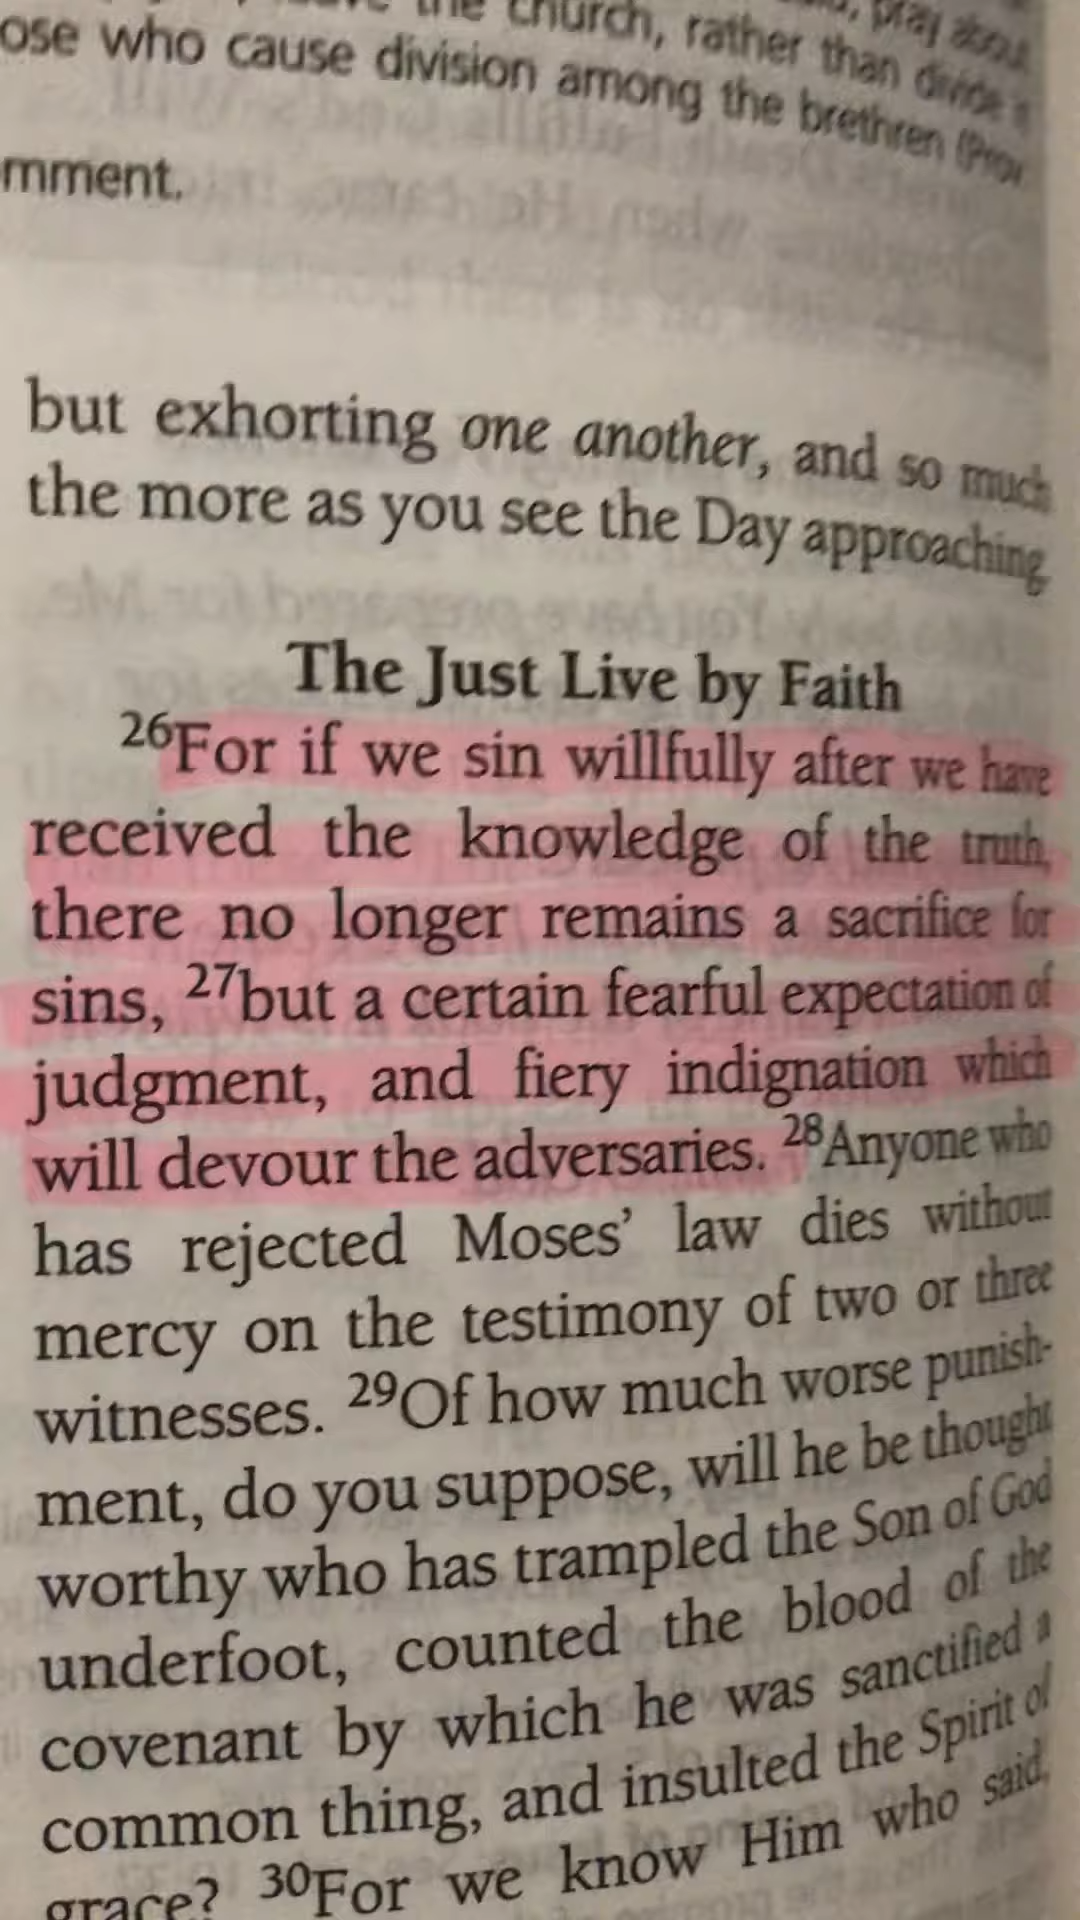 the church, rather than divide
ose who cause division among the brethren (Prov
mment.
but exhorting one another, and so much
the more as you see the Day approaching
The Just Live by Faith
26For if we sin willfully after we have
received the knowledge of the truth,
there no longer remains a sacrifice for
sins, 27but a certain fearful expectation of
judgment, and fiery indignation which
will devour the adversaries. 28Anyone who
has rejected Moses’ law dies without
mercy on the testimony of two or three
witnesses. 29Of how much worse punish-
ment, do you suppose, will he be thought
worthy who has trampled the Son of God
underfoot, counted the blood of the
covenant by which he was sanctified a
common thing, and insulted the Spirit of
grace? 30For we know Him who said,